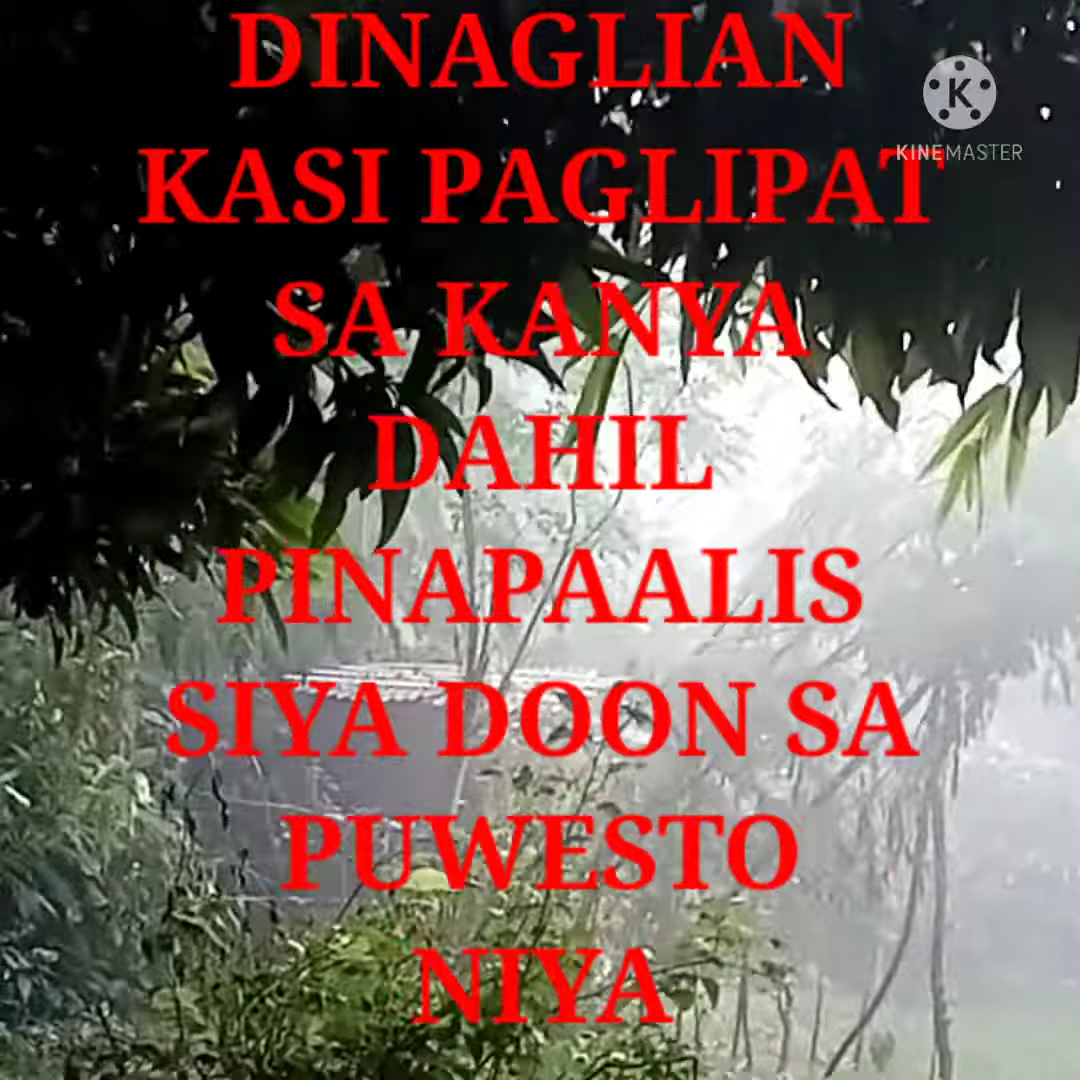 DINAGLIAN
KASI PAGLIPAT
SA KANYA
DAHIL
PINAPAALIS
SIYA DOON SA
PUWESTO
NIYA
K
KINEMASTER